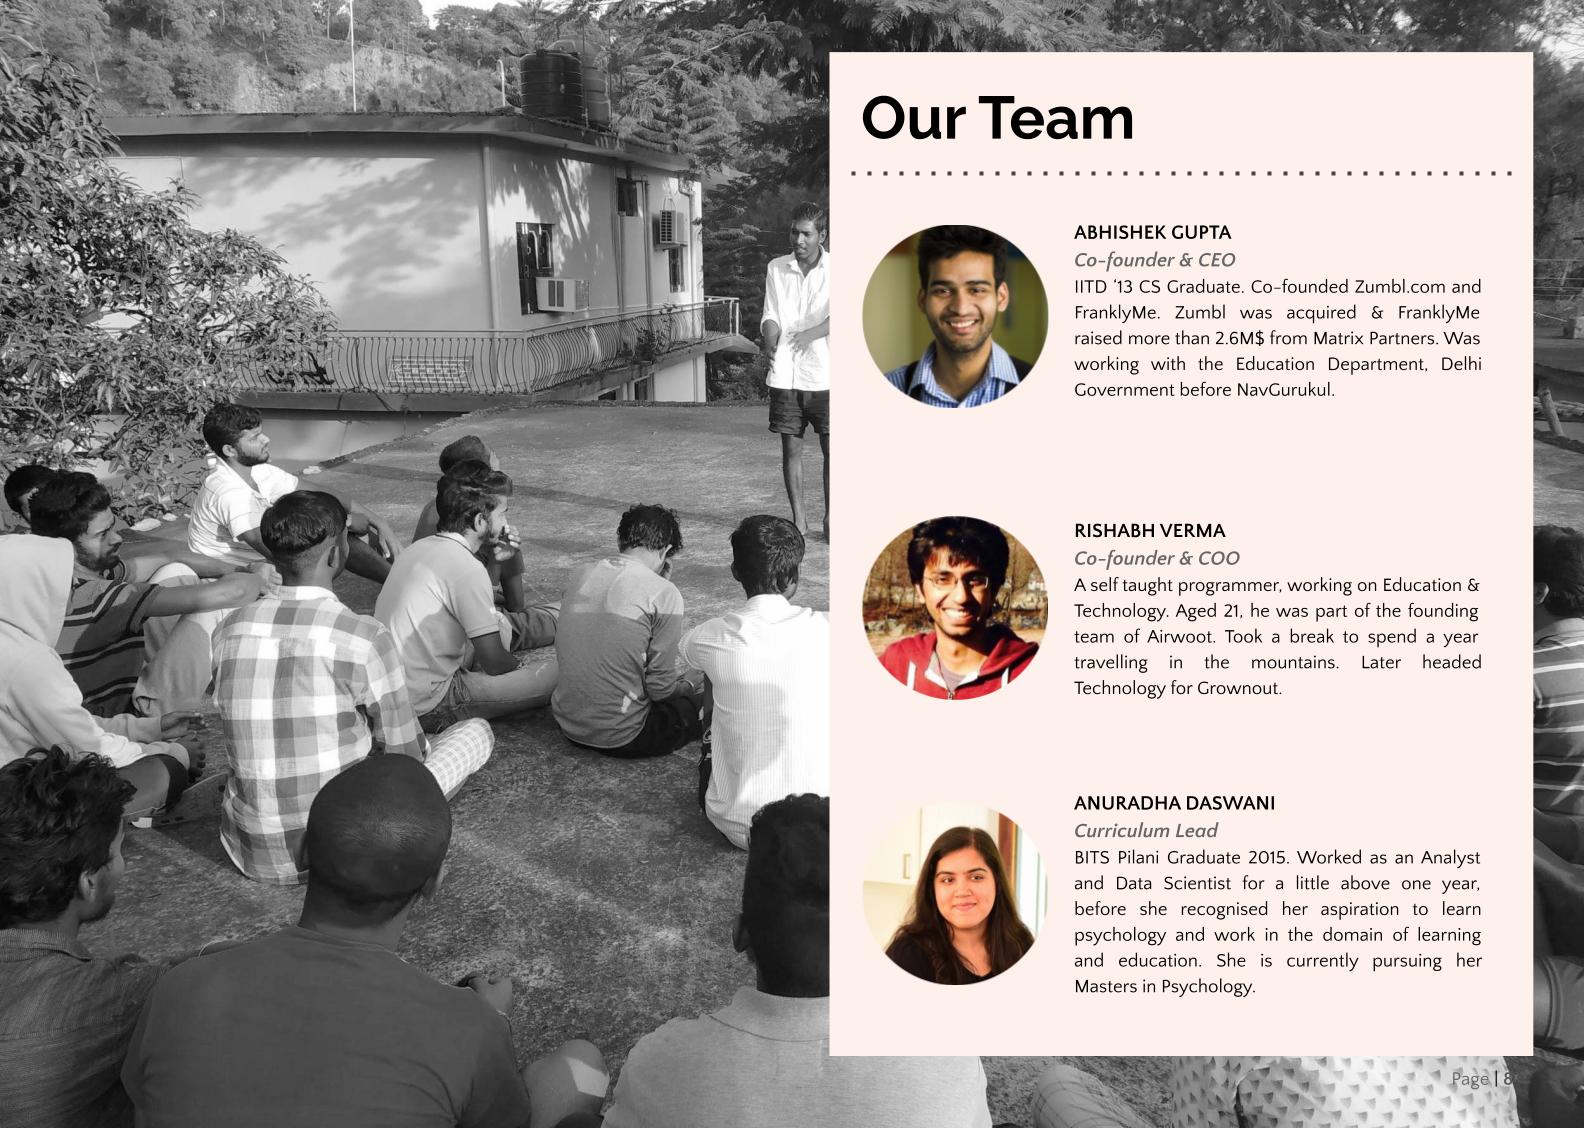 Our Team
ABHISHEK GUPTA
Co-founder & CEO
IITD ‘13 CS Graduate. Co-founded Zumbl.com and
FranklyMe. Zumbl was acquired & FranklyMe
raised more than 2.6M$ from Matrix Partners. Was
working with the Education Department, Delhi
Government before NavGurukul.
RISHABH VERMA
Co-founder & COO
A self taught programmer, working on Education &
Technology. Aged 21, he was part of the founding
team of Airwoot. Took a break to spend a year
travelling in the mountains. Later headed
Technology for Grownout.
ANURADHA DASWANI
Curriculum Lead
BITS Pilani Graduate 2015. Worked as an Analyst
and Data Scientist for a little above one year,
before she recognised her aspiration to learn
psychology and work in the domain of learning
and education. She is currently pursuing her
Masters in Psychology.
Page | 8